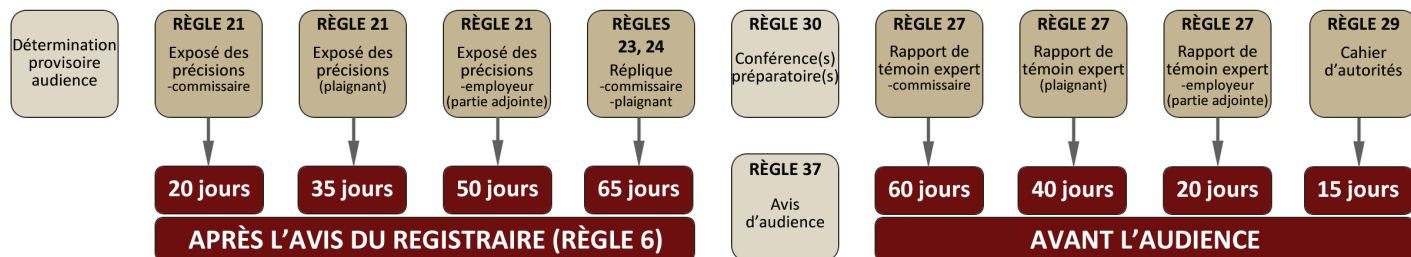 Détermination
provisoire
audience
RÈGLE 21
Exposé des
précisions
-commissaire
20 jours
RÈGLE 21
Exposé des
précisions
(plaignant)
35 jours
RÈGLE 21
Exposé des
précisions
-employeur
(partie adjointe)
50 jours
RÈGLES
23, 24
Réplique
-commissaire
-plaignant
65 jours
APRÈS L'AVIS DU REGISTRAIRE (RÈGLE 6)
RÈGLE 30
Conférence(s)
préparatoire(s)
RÈGLE 37
Avis
d'audience
RÈGLE 27
Rapport de
témoin expert
-commissaire
60 jours
RÈGLE 27
Rapport de
témoin expert
(plaignant)
40 jours
RÈGLE 27
Rapport de
témoin expert
-employeur
(partie adjointe)
20 jours
RÈGLE 29
Cahier
d'autorités
15 jours
AVANT L'AUDIENCE